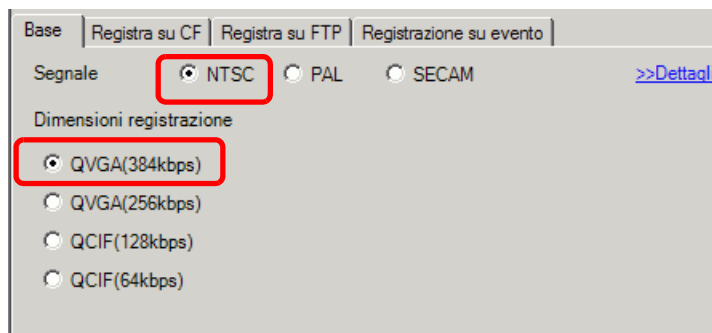 Base Registra su CF Registra su FTP Registrazione su evento
Segnale NTSC PAL SECAM >>Dettagl
Dimensioni registrazione
QVGA(384kbps)
QVGA(256kbps)
QCIF(128kbps)
QCIF(64kbps)